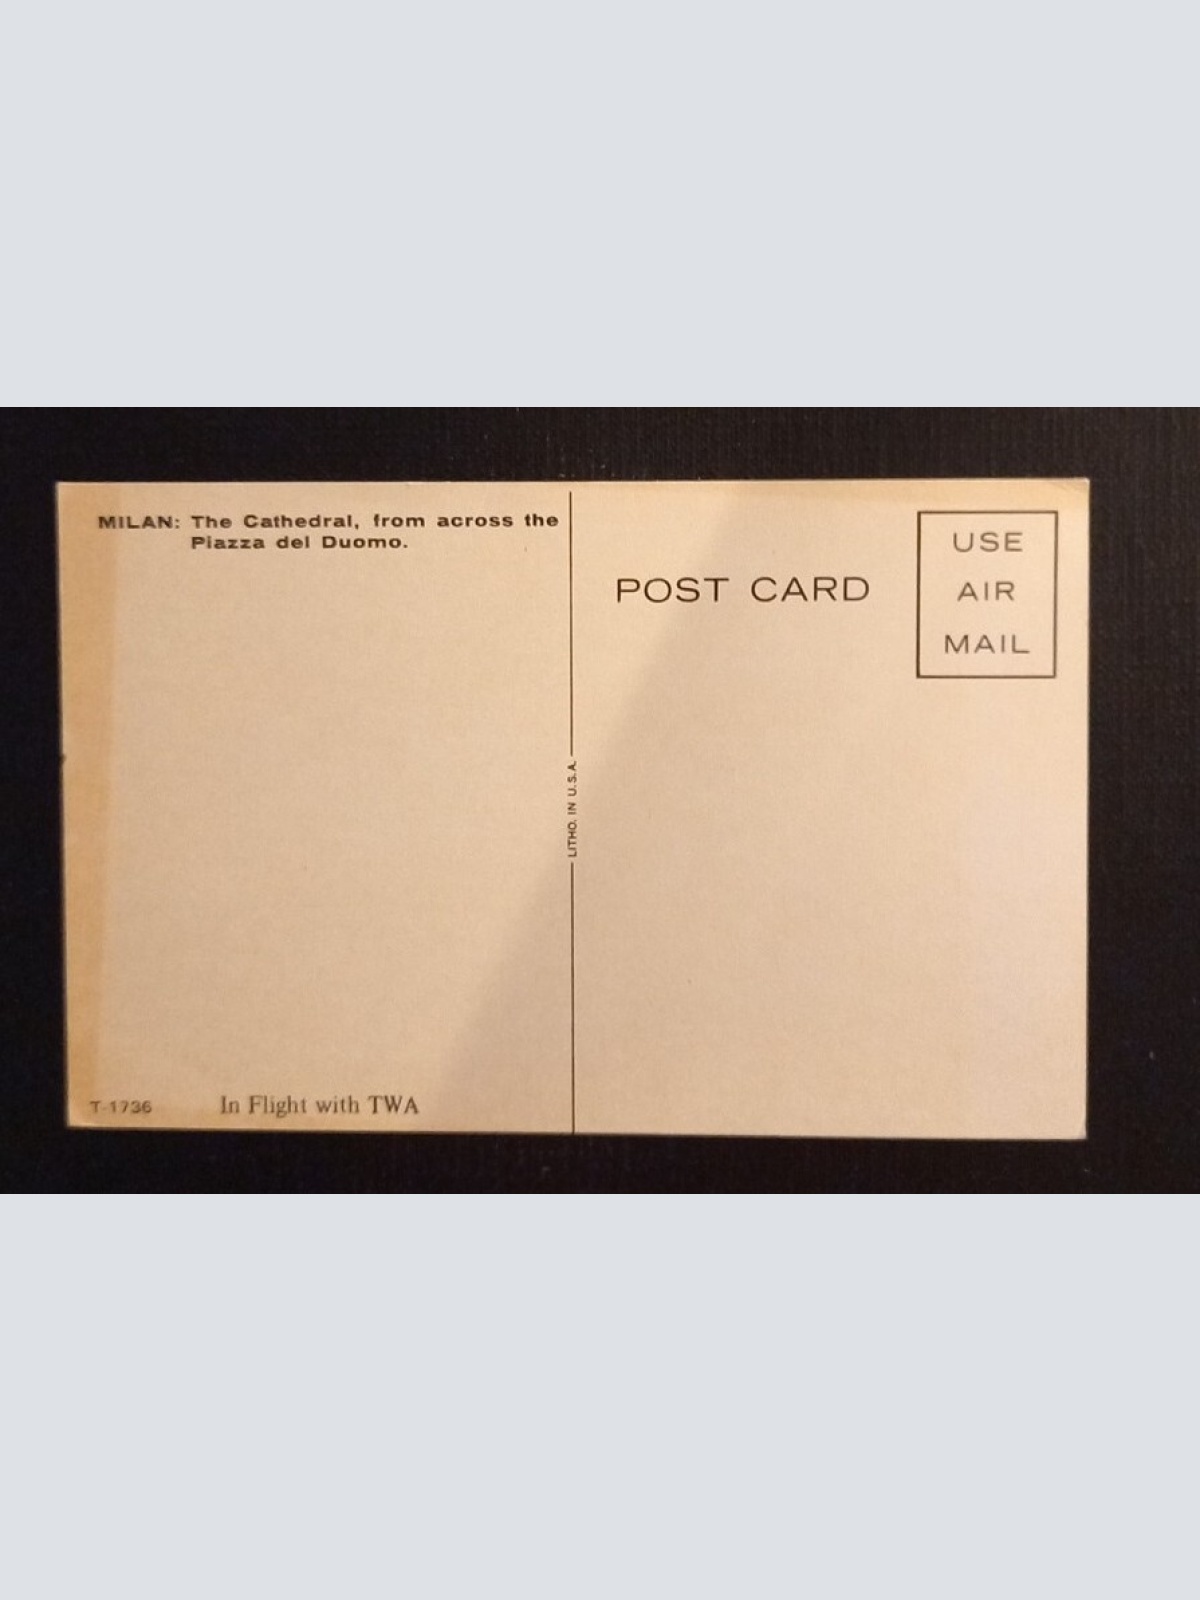 MILAN: The Cathedral, from across the
Piazza del Duomo.
POST CARD
USE
AIR
MAIL
LITHO. IN U.S.A.
T-1736
In Flight with TWA